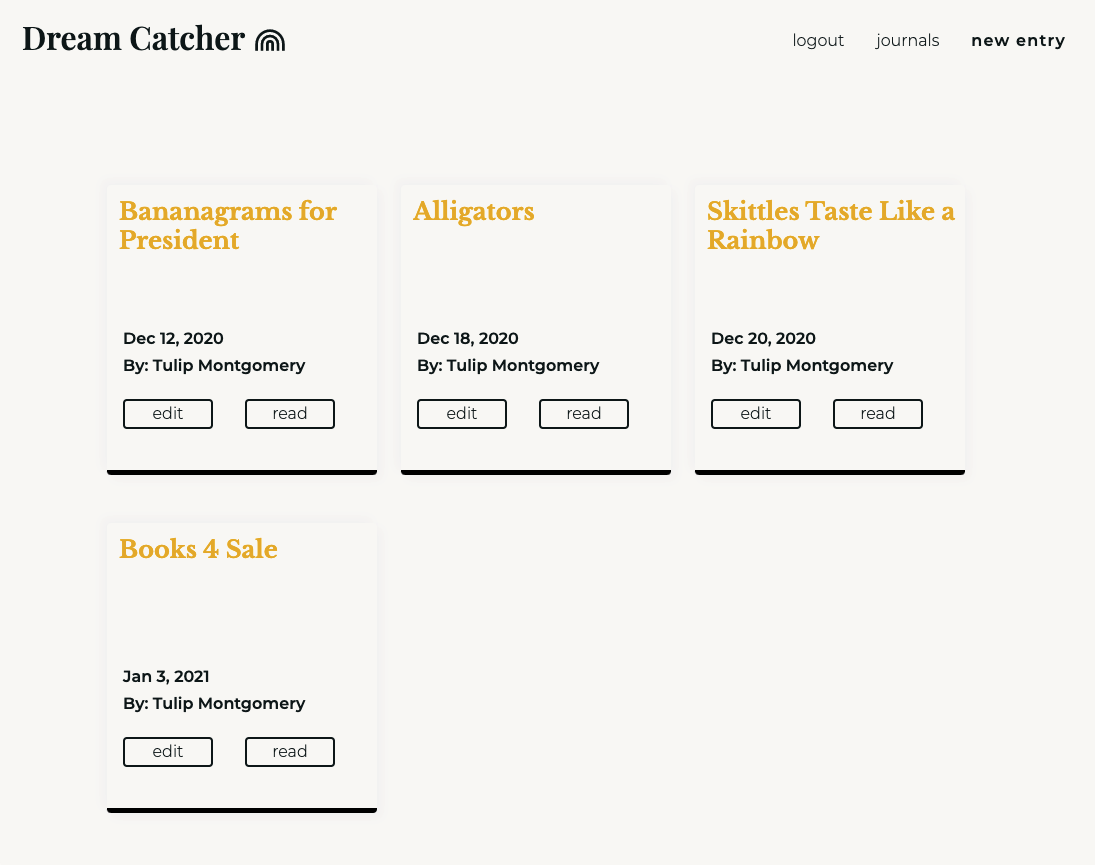 Dream Catcher
logout journals new entry
Bananagrams for
President
Dec 12, 2020
By: Tulip Montgomery
edit read
Alligators
Dec 18, 2020
By: Tulip Montgomery
edit read
Skittles Taste Like a
Rainbow
Dec 20, 2020
By: Tulip Montgomery
edit read
Books 4 Sale
Jan 3, 2021
By: Tulip Montgomery
edit read